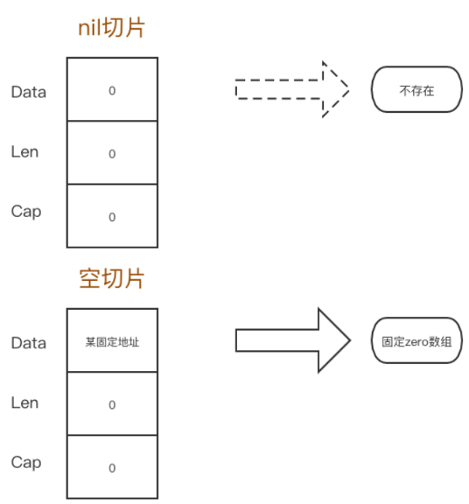 nil切片
Data 0 不存在
Len 0
Cap 0
空切片
Data 某固定地址 固定zero数组
Len 0
Cap 0